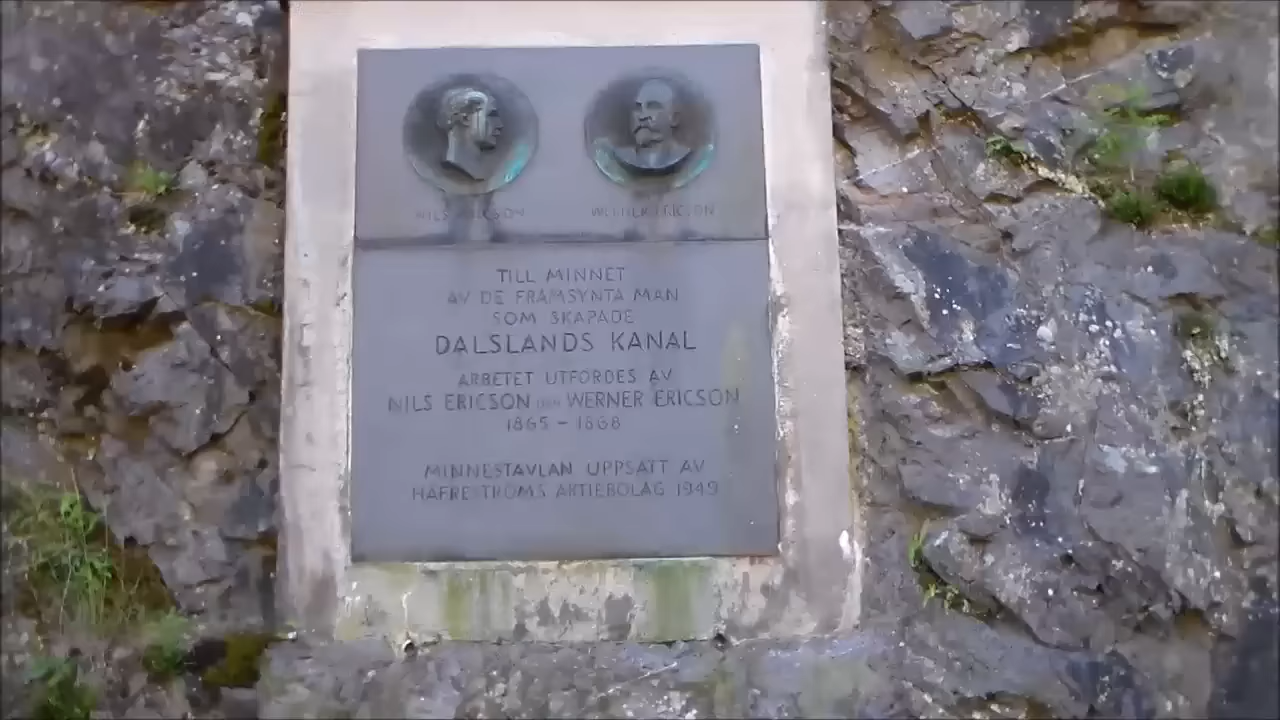 NILS ERICSON
WERNER ERICSON
TILL MINNET
AV DE FRAMSYNTA MÄN
SOM SKAPADE
DALSLANDS KANAL
ARBETET UTFÖRDES AV
NILS ERICSON OCH WERNER ERICSON
1865 - 1868
MINNESTAVLAN UPPSATT AV
HÅFRESTRÖMS AKTIEBOLAG 1949